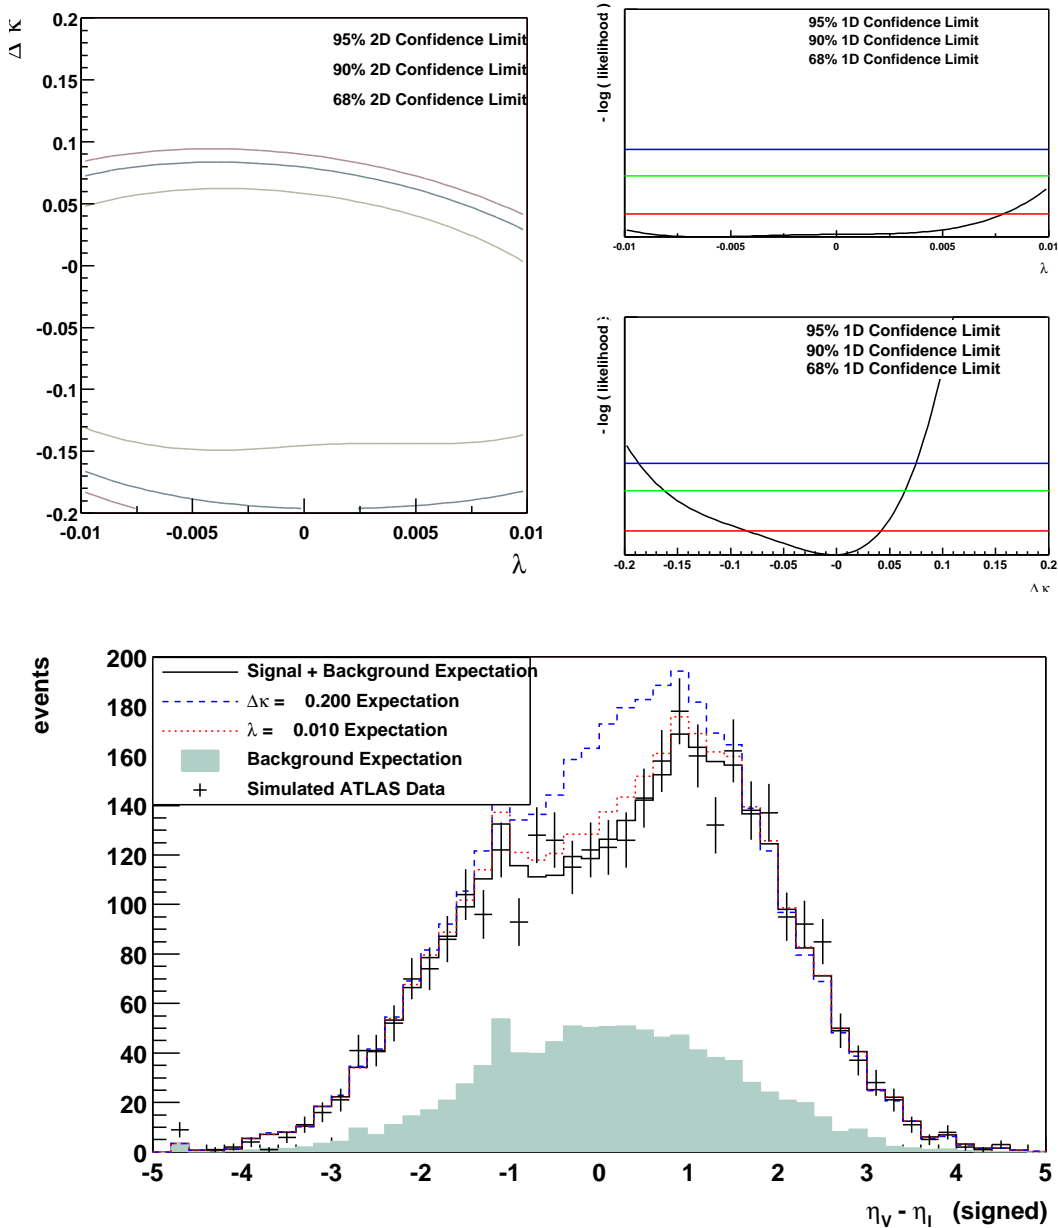 Δ κ
0.2
0.15
0.1
0.05
-0
-0.05
-0.1
-0.15
-0.2
95% 2D Confidence Limit
90% 2D Confidence Limit
68% 2D Confidence Limit
-0.01 -0.005 0 0.005 0.01
λ
- log ( likelihood )
95% 1D Confidence Limit
90% 1D Confidence Limit
68% 1D Confidence Limit
-0.01 -0.005 0 0.005 0.01
λ
- log ( likelihood )
95% 1D Confidence Limit
90% 1D Confidence Limit
68% 1D Confidence Limit
-0.2 -0.15 -0.1 -0.05 -0 0.05 0.1 0.15 0.2
Δ κ
events
200
180
160
140
120
100
80
60
40
20
0
Signal + Background Expectation
Δκ = 0.200 Expectation
λ = 0.010 Expectation
Background Expectation
Simulated ATLAS Data
-5 -4 -3 -2 -1 0 1 2 3 4 5
η_V - η_l (signed)